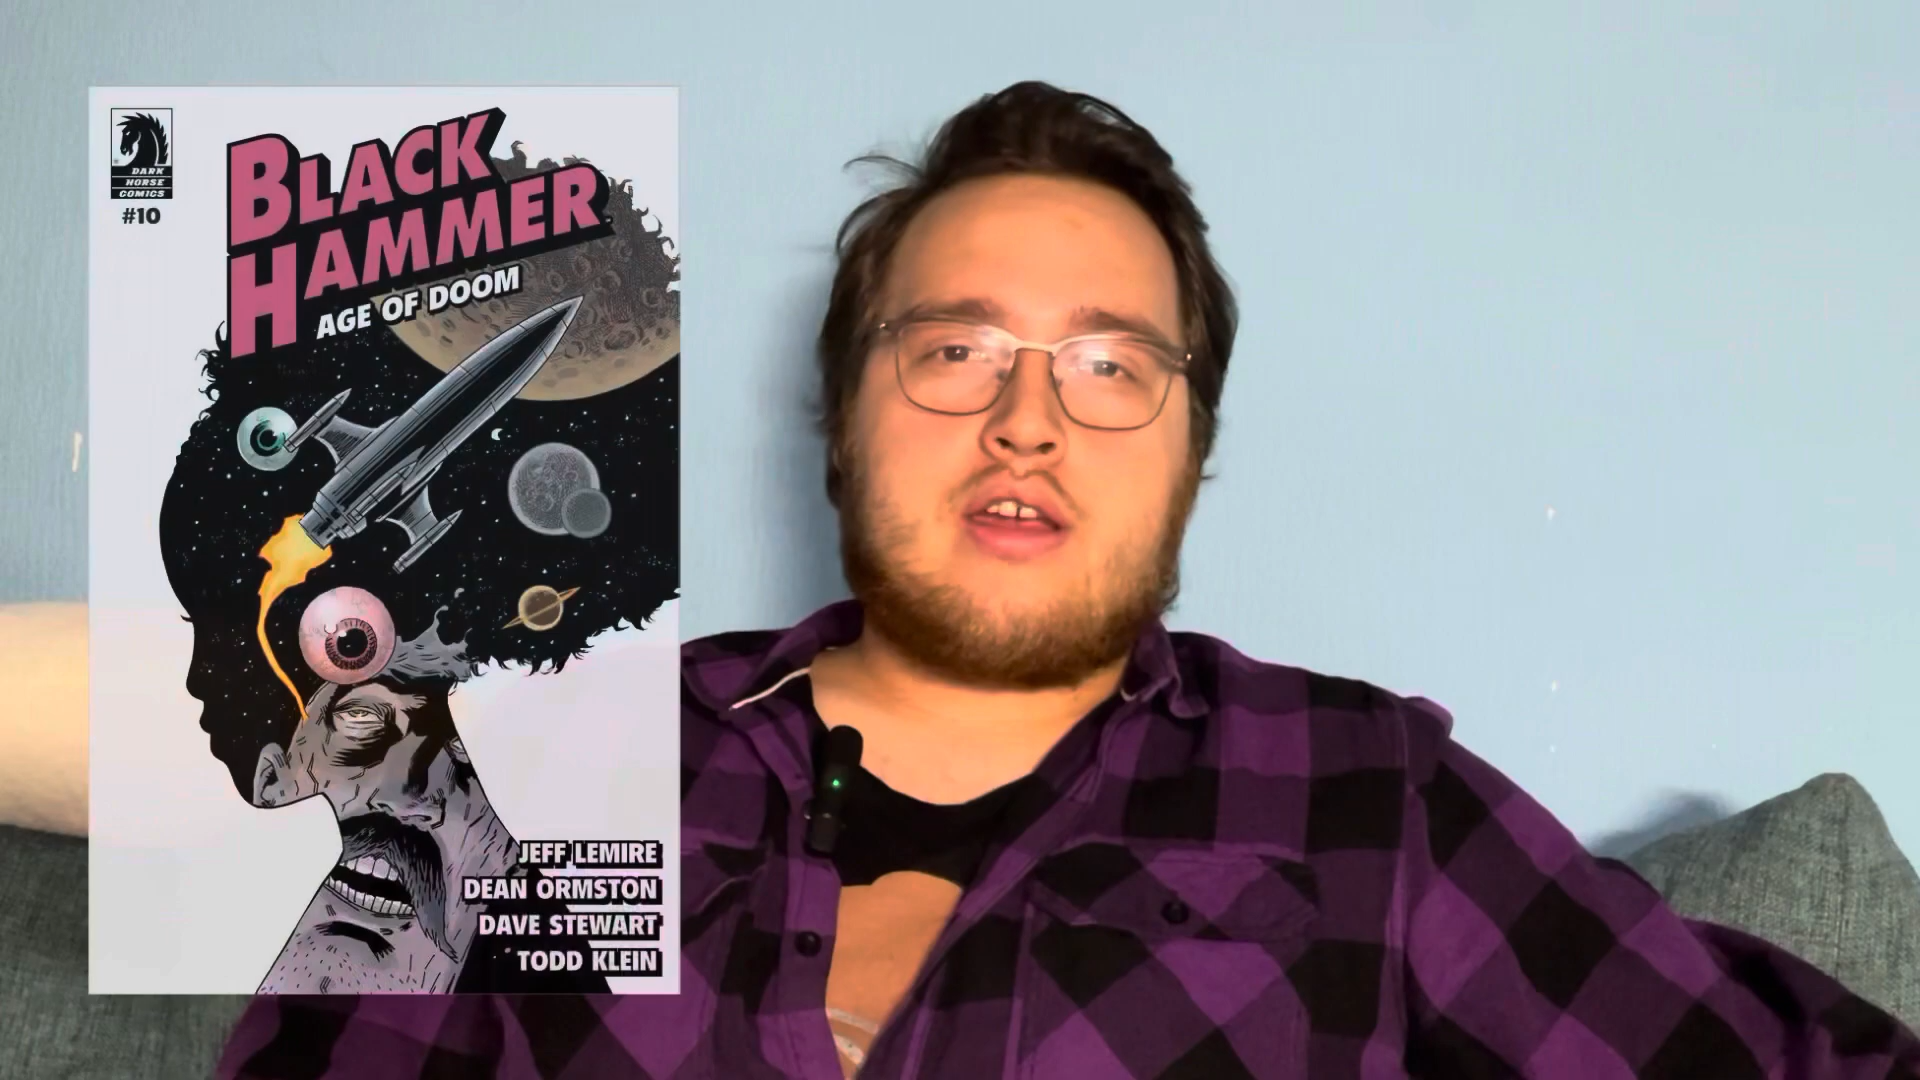 DARK
HORSE
COMICS
#10
BLACK
HAMMER
AGE OF DOOM
JEFF LEMIRE
DEAN ORMSTON
DAVE STEWART
TODD KLEIN